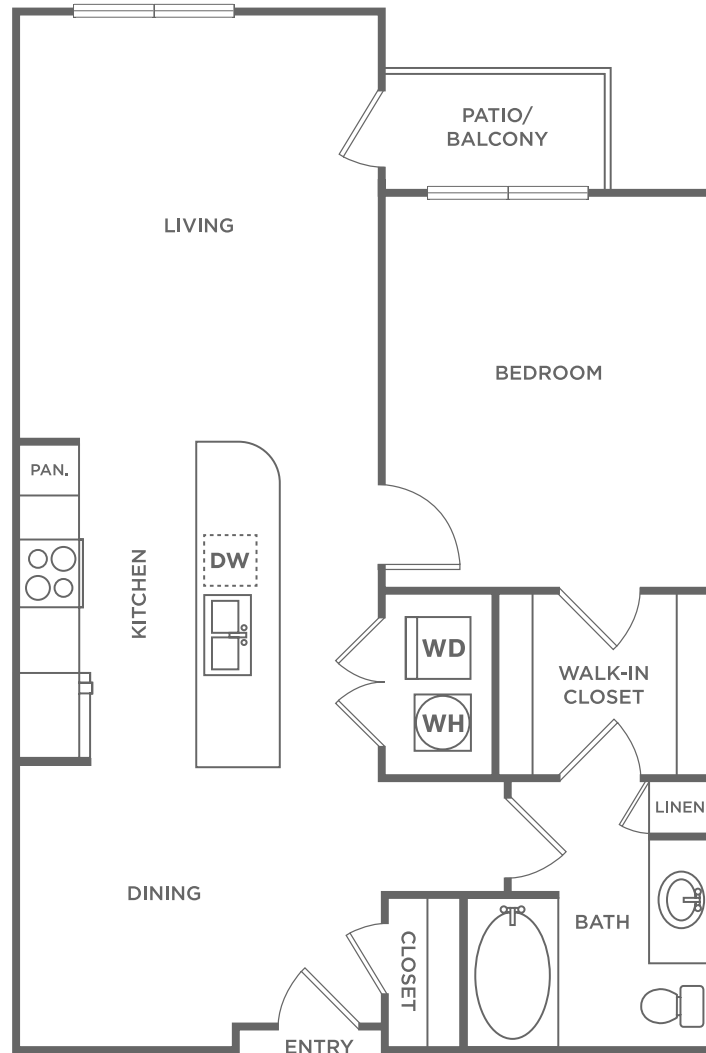 PATIO/
BALCONY
LIVING
BEDROOM
PAN.
KITCHEN
DW
WD
WALK-IN
CLOSET
WH
LINEN
DINING
BATH
CLOSET
ENTRY